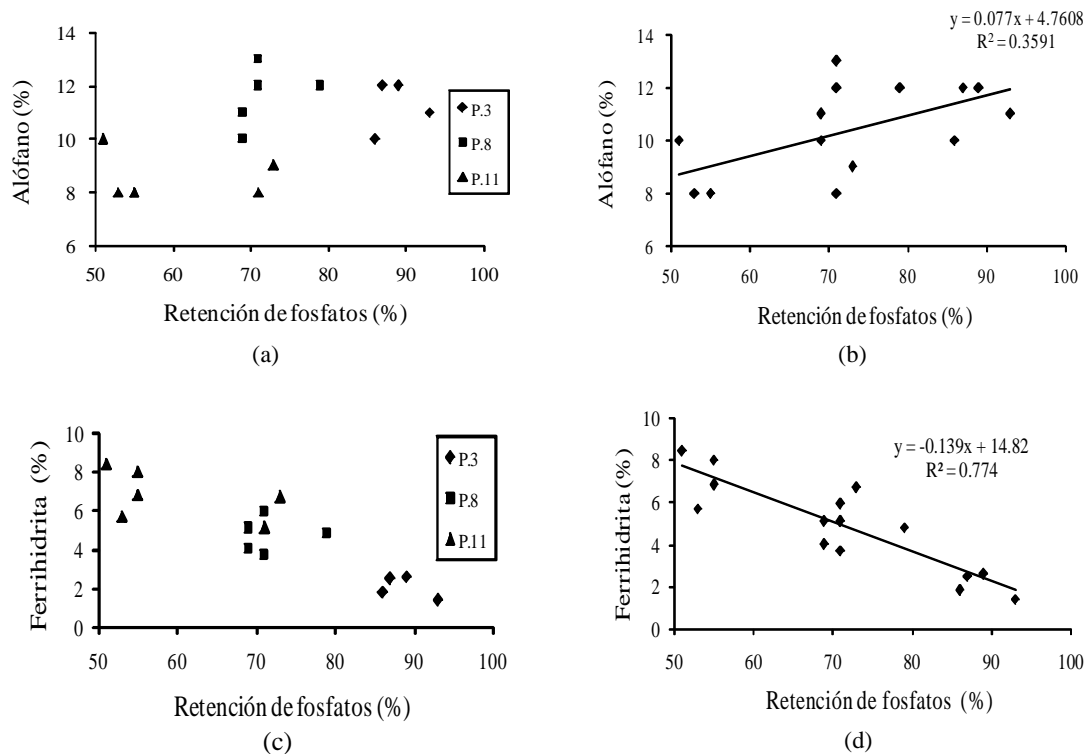 14
12
10
8
6
Alófano (%)
50 60 70 80 90 100
Retención de fosfatos (%)
P.3
P.8
P.11
(a)
y = 0.077x + 4.7608
R² = 0.3591
14
12
10
8
6
Alófano (%)
50 60 70 80 90 100
Retención de fosfatos (%)
(b)
10
8
6
4
2
0
Ferrihidrita (%)
50 60 70 80 90 100
Retención de fosfatos (%)
P.3
P.8
P.11
(c)
y = -0.139x + 14.82
R² = 0.774
10
8
6
4
2
0
Ferrihidrita (%)
50 60 70 80 90 100
Retención de fosfatos (%)
(d)